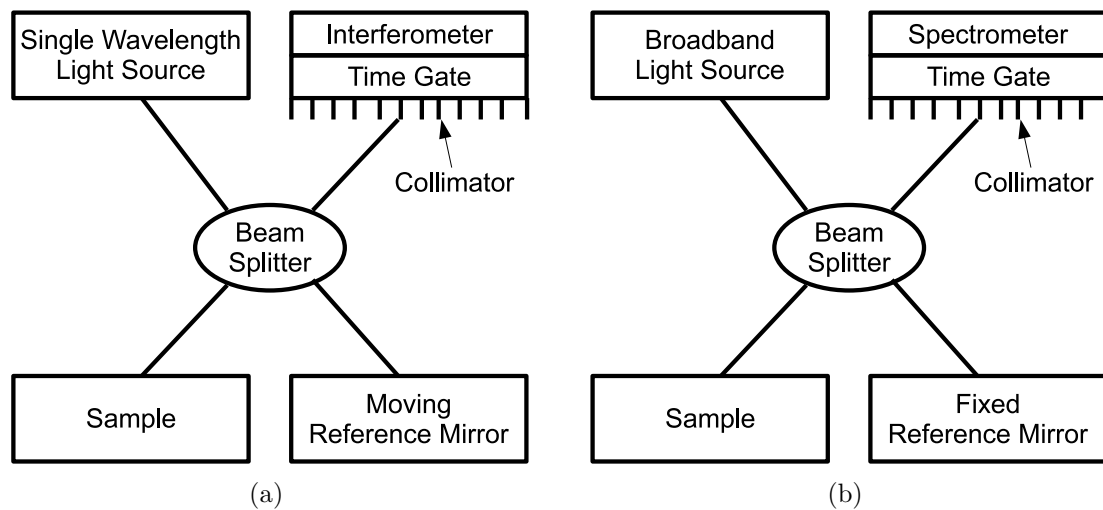 Single Wavelength
Light Source
Interferometer
Time Gate
Collimator
Beam
Splitter
Sample
Moving
Reference Mirror
(a)
Broadband
Light Source
Spectrometer
Time Gate
Collimator
Beam
Splitter
Sample
Fixed
Reference Mirror
(b)